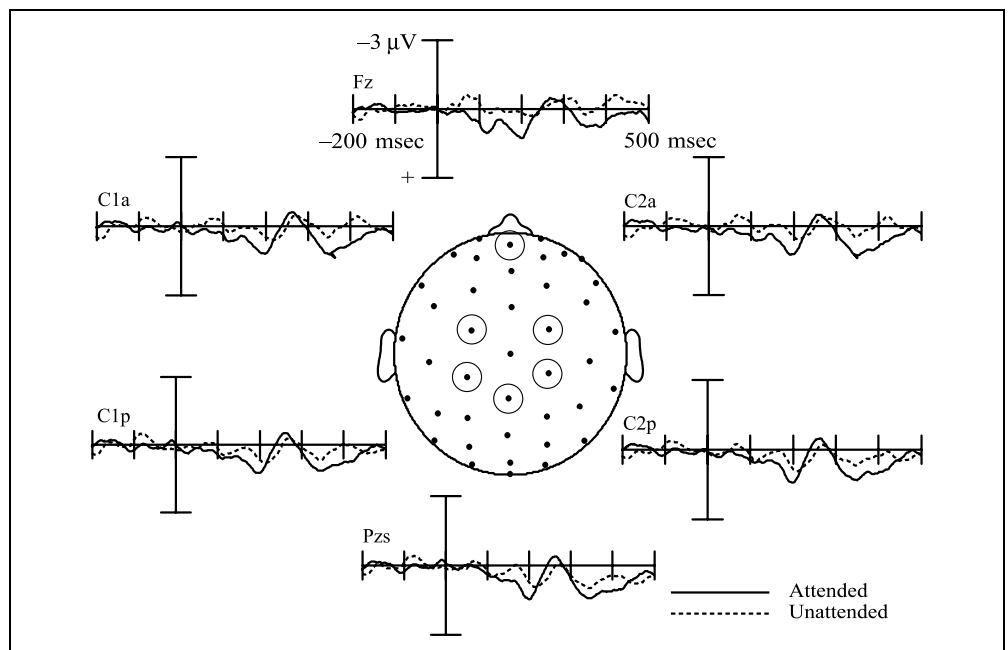 –3 µV
Fz
–200 msec 500 msec
+
C1a
C2a
C1p
C2p
Pzs
Attended
Unattended